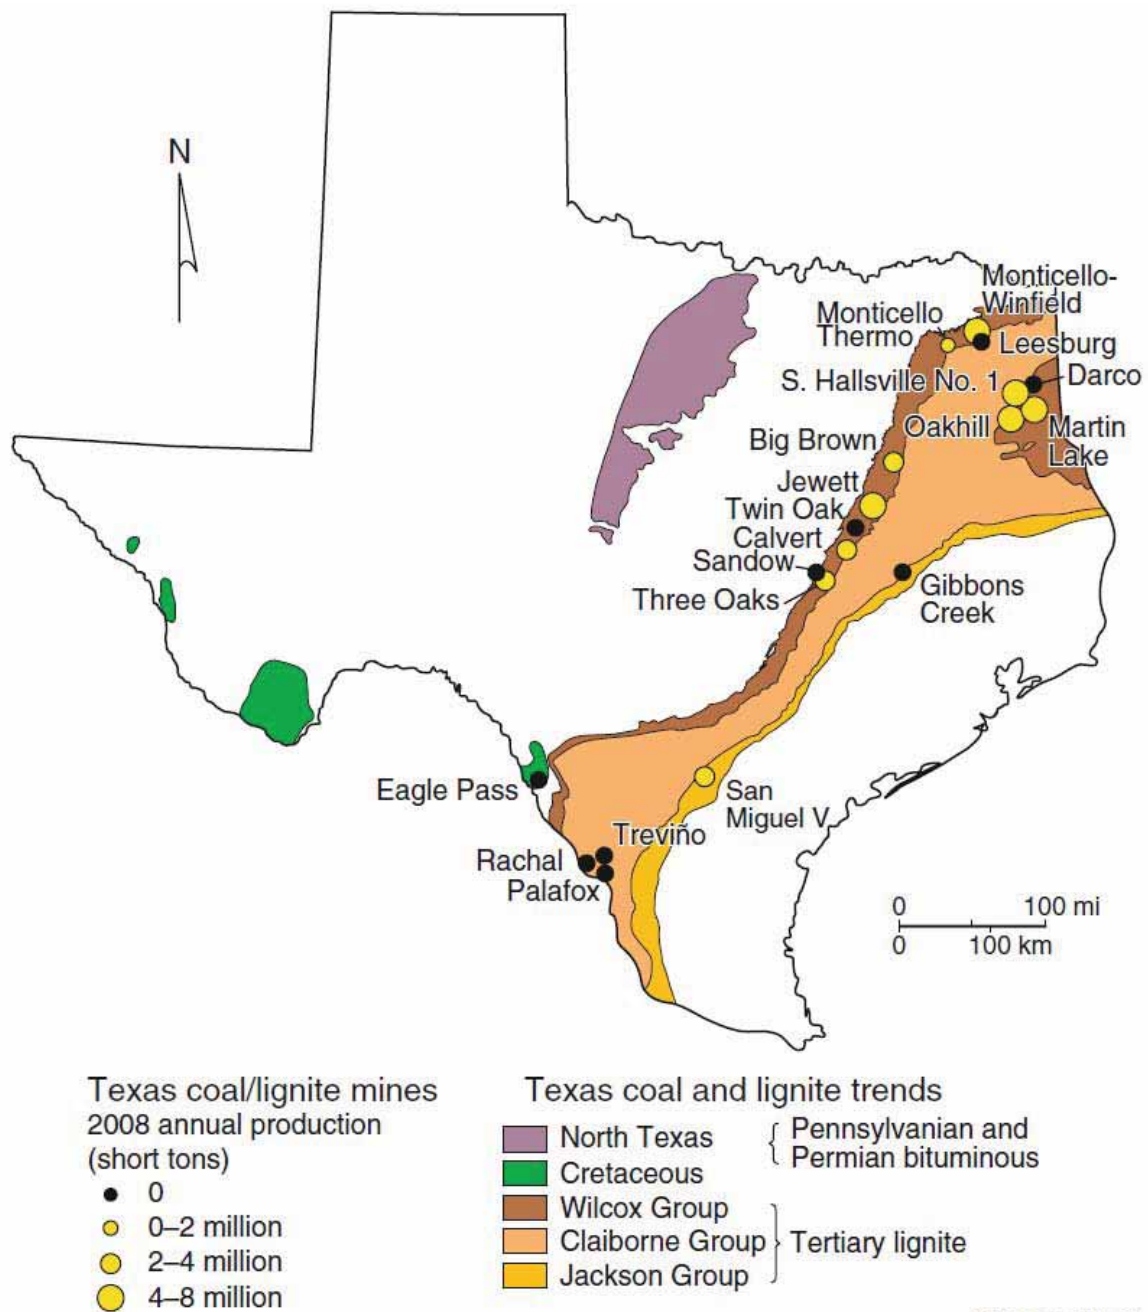 N
Monticello-
Winfield
Monticello
Thermo
Leesburg
S. Hallsville No. 1
Darco
Oakhill
Martin
Lake
Big Brown
Jewett
Twin Oak
Calvert
Sandow
Three Oaks
Gibbons
Creek
Eagle Pass
San
Miguel V
Treviño
Rachal
Palafox
0 100 mi
0 100 km
Texas coal/lignite mines
2008 annual production
(short tons)
0
0–2 million
2–4 million
4–8 million
Texas coal and lignite trends
North Texas
Cretaceous
Pennsylvanian and
Permian bituminous
Wilcox Group
Claiborne Group
Jackson Group
Tertiary lignite